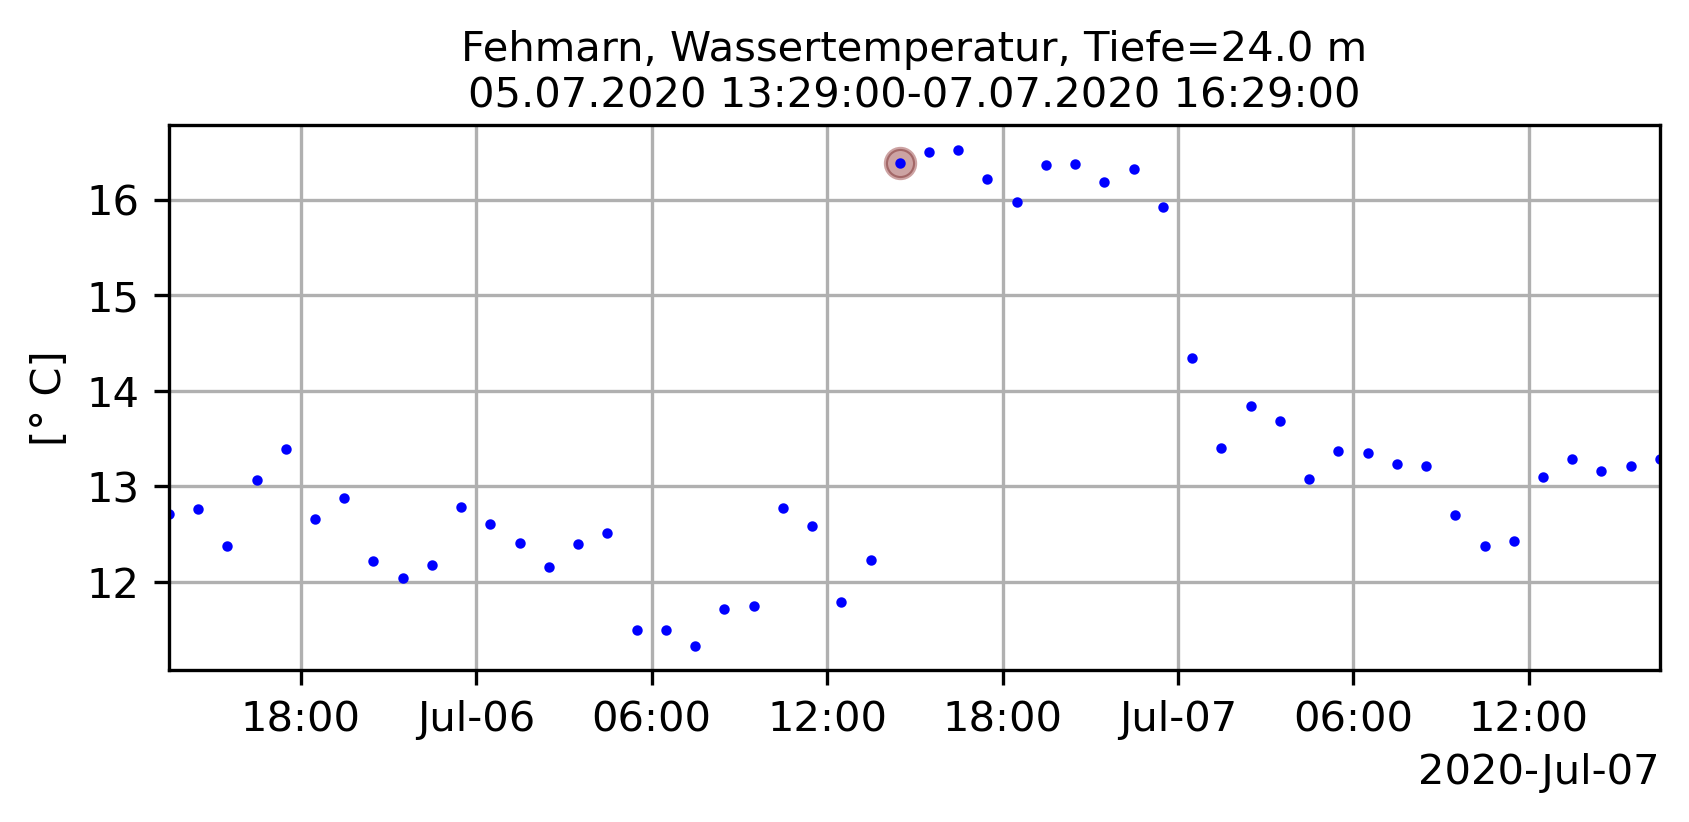 Fehmarn, Wassertemperatur, Tiefe=24.0 m
05.07.2020 13:29:00-07.07.2020 16:29:00
[° C]
16
15
14
13
12
18:00 Jul-06 06:00 12:00 18:00 Jul-07 06:00 12:00
2020-Jul-07